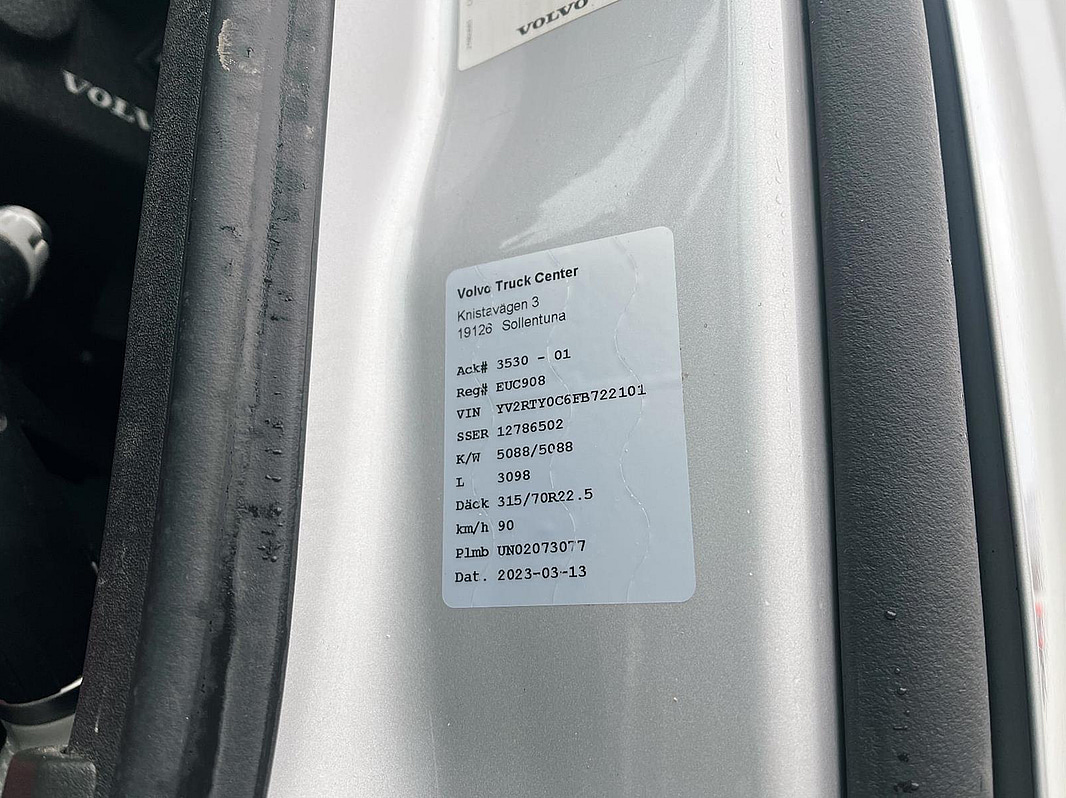 VOLVO
VOLV
Volvo Truck Center
Knistavägen 3
19126 Sollentuna
Ack# 3530 - 01
Reg# EUC908
VIN YV2RTY0C6FB722101
SSER 12786502
K/W 5088/5088
L 3098
Däck 315/70R22.5
km/h 90
Plmb UN02073077
Dat. 2023-03-13